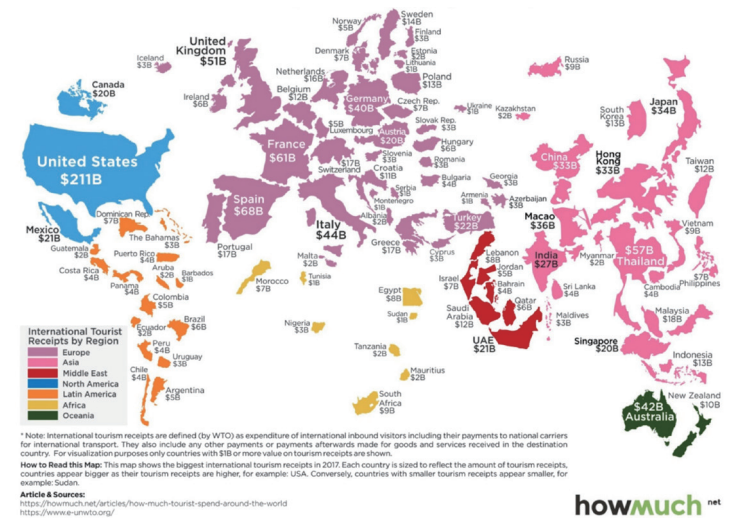 Sweden
$14B
Norway
$5B
Finland
$3B
United
Kingdom
$51B
Denmark
$7B
Estonia
$2B
Lithuania
$1B
Iceland
$3B
Netherlands
$16B
Poland
$13B
Russia
$9B
Canada
$20B
Ireland
$6B
Belgium
$12B
Germany
$40B
Czech Rep.
$7B
Ukraine
$1B
Kazakhstan
$2B
South
Korea
$13B
Japan
$34B
$5B
Luxembourg
Austria
$20B
Slovak Rep.
$3B
Hungary
$6B
France
$61B
Slovenia
$3B
Romania
$3B
China
$33B
Hong
Kong
$33B
Taiwan
$12B
United States
$211B
$17B
Switzerland
Croatia
$11B
Bulgaria
$4B
Georgia
$3B
Serbia
$1B
Montenegro
$1B
Armenia
$1B
Azerbaijan
$3B
Spain
$68B
Albania
$2B
Turkey
$22B
Macao
$36B
Dominican Rep.
$7B
Mexico
$21B
The Bahamas
$3B
Italy
$44B
Vietnam
$9B
Guatemala
$2B
Puerto Rico
$4B
Portugal
$17B
Malta
$2B
Greece
$17B
Cyprus
$3B
Lebanon
$8B
India
$27B
Myanmar
$2B
$57B
Thailand
Costa Rica
$4B
Aruba
$2B
Barbados
$1B
Morocco
$7B
Tunisia
$1B
Israel
$7B
Jordan
$5B
Bahrain
$4B
Sri Lanka
$4B
Cambodia
$4B
$7B
Philippines
Panama
$4B
Colombia
$5B
Egypt
$8B
Qatar
$6B
Saudi
Arabia
$12B
Maldives
$3B
Malaysia
$18B
Sudan
$1B
Ecuador
$2B
Brazil
$6B
Nigeria
$3B
UAE
$21B
Singapore
$20B
Peru
$4B
Uruguay
$3B
Tanzania
$2B
Indonesia
$13B
Chile
$4B
Mauritius
$2B
Argentina
$5B
South
Africa
$9B
$42B
Australia
New Zealand
$10B
International Tourist
Receipts by Region
Europe
Asia
Middle East
North America
Latin America
Africa
Oceania
* Note: International tourism receipts are defined (by WTO) as expenditure of international inbound visitors including their payments to national carriers
for international transport. They also include any other payments or payments afterwards made for goods and services received in the destination
country. For visualization purposes only countries with $1B or more value on tourism receipts are shown.
How to Read this Map: This map shows the biggest international tourism receipts in 2017. Each country is sized to reflect the amount of tourism receipts,
countries appear bigger as their tourism receipts are higher, for example: USA. Conversely, countries with smaller tourism receipts appear smaller, for
example: Sudan.
Article & Sources:
https://howmuch.net/articles/how-much-tourist-spend-around-the-world
https://www.e-unwto.org/
howmuch.net